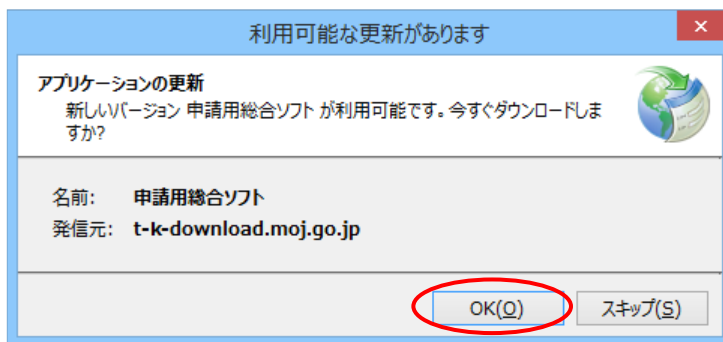 利用可能な更新があります
アプリケーションの更新
新しいバージョン 申請用総合ソフト が利用可能です。今すぐダウンロードしま
すか?
名前: 申請用総合ソフト
発信元: t-k-download.moj.go.jp
OK(O) スキップ(S)